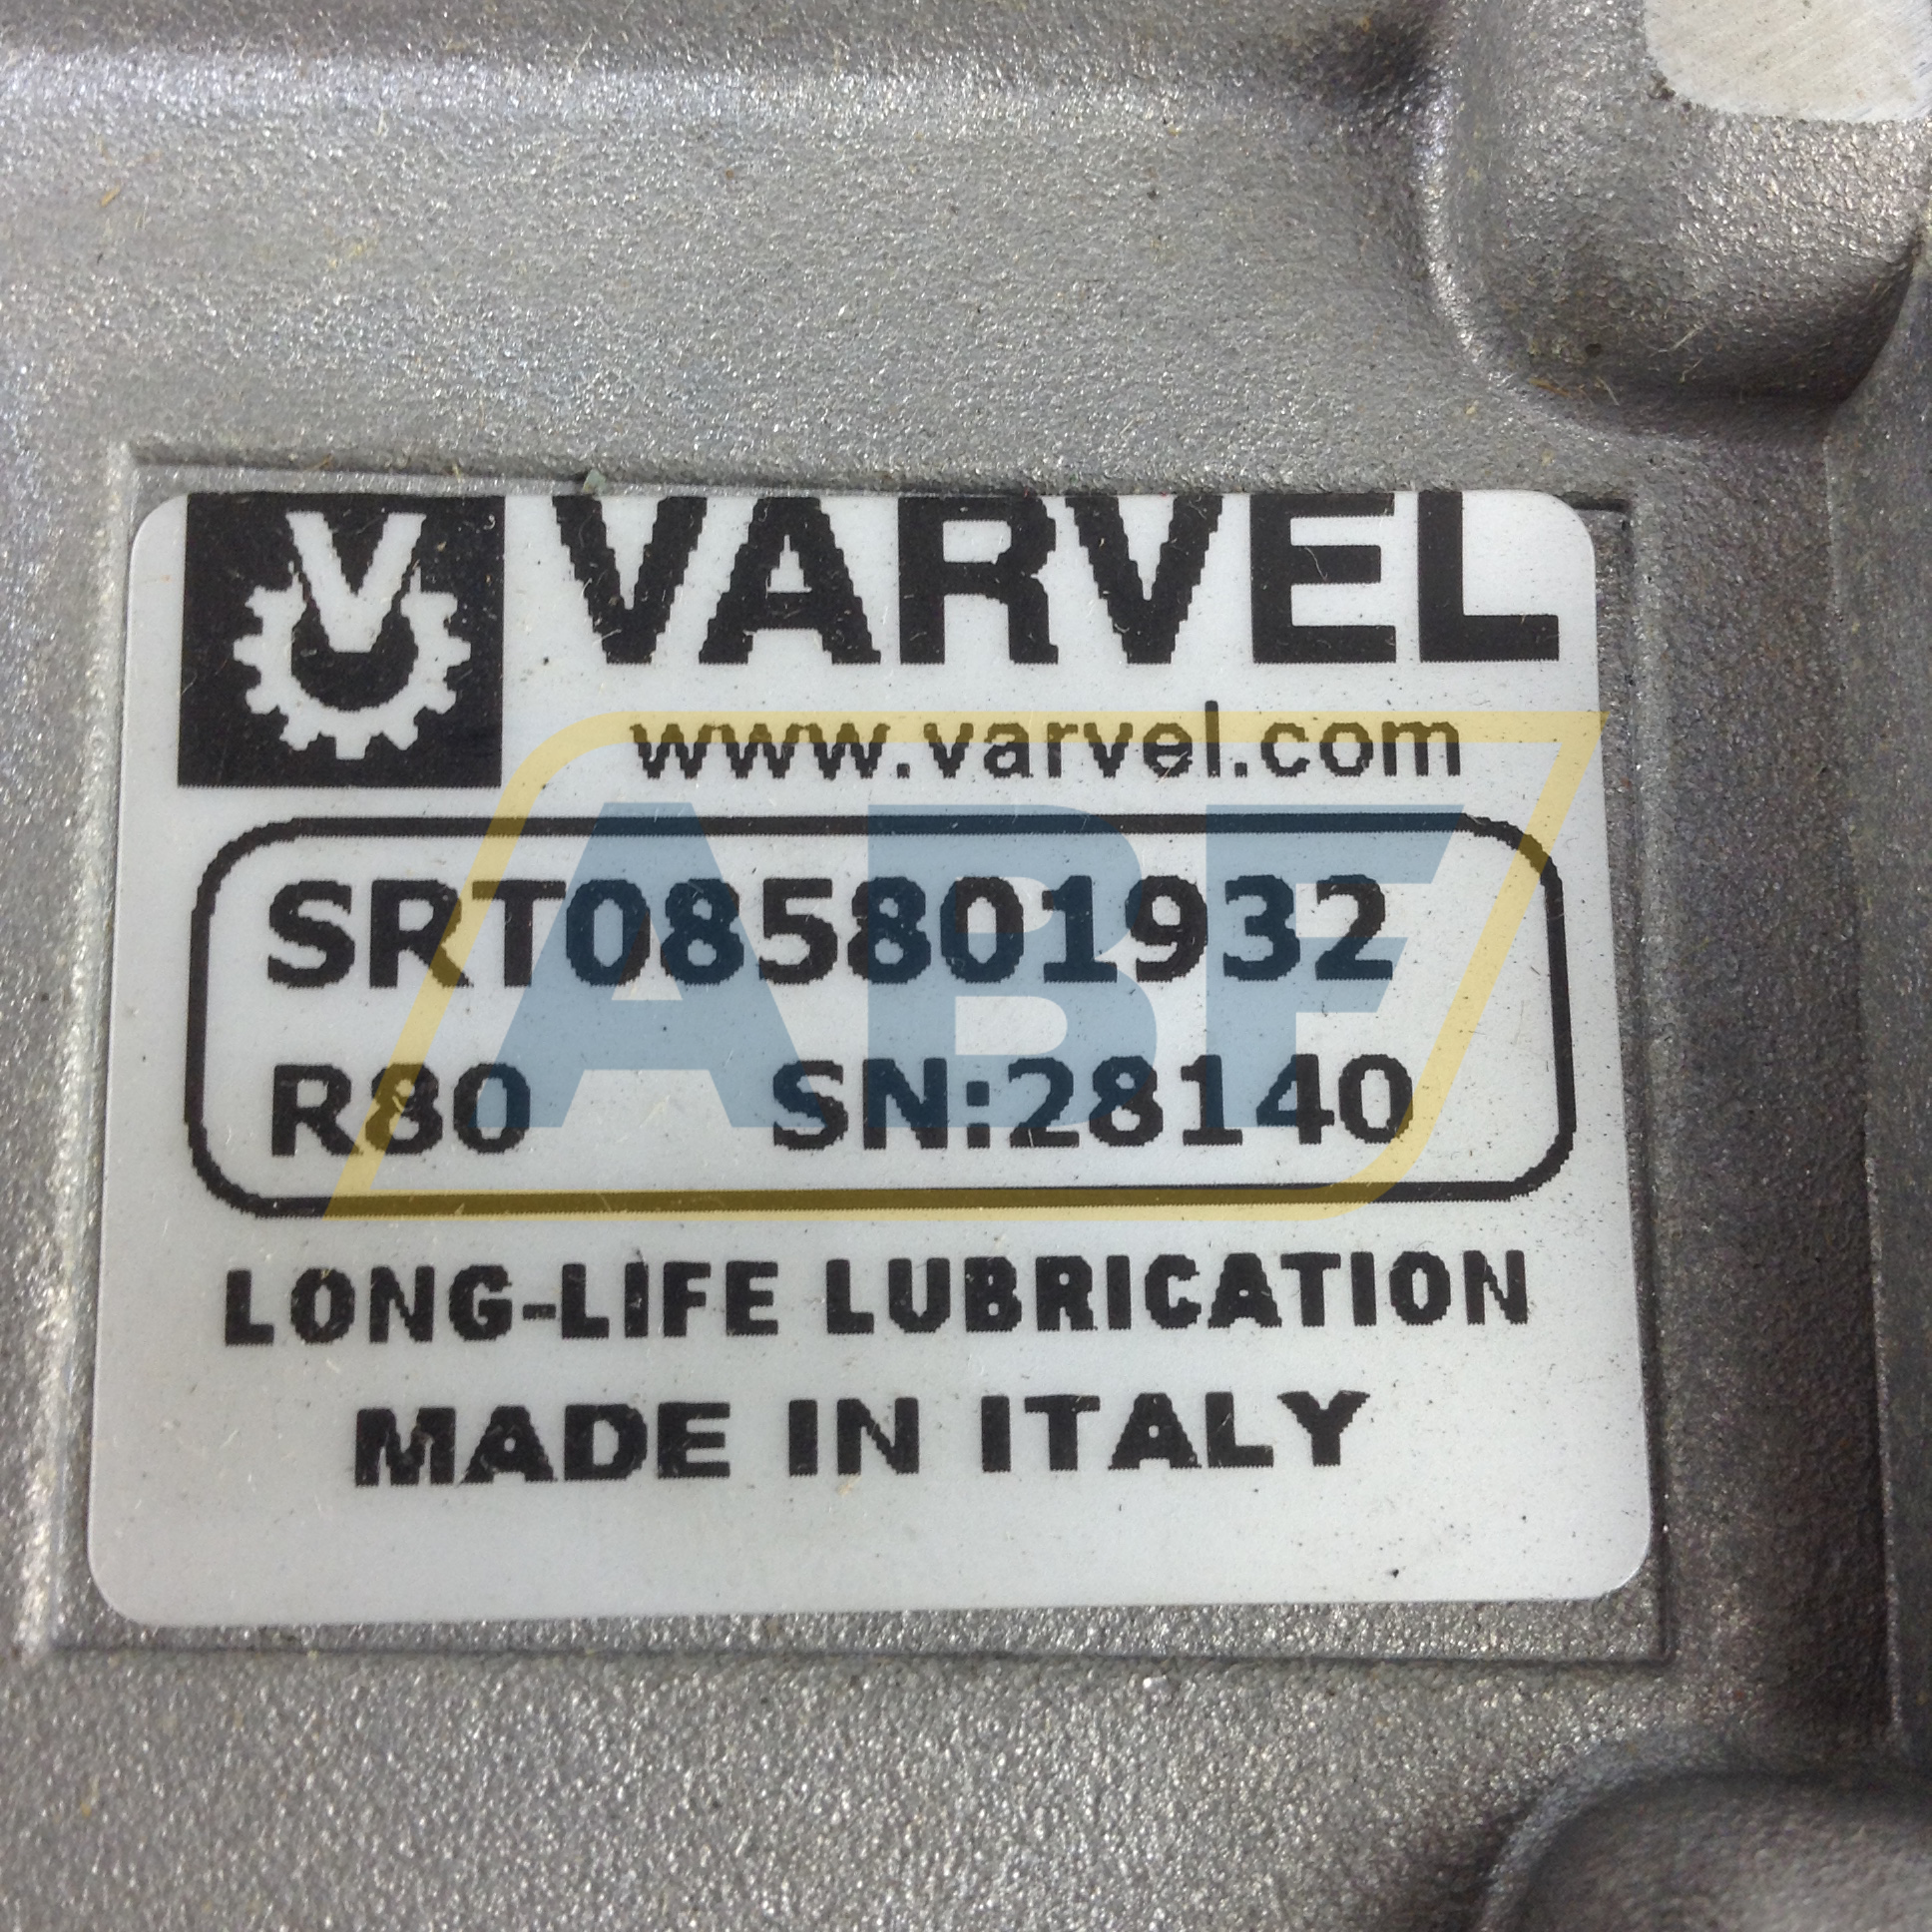 V VARVEL
www.varvel.com
SRT085801932
R80 SN:28140
ABF
LONG-LIFE LUBRICATION
MADE IN ITALY